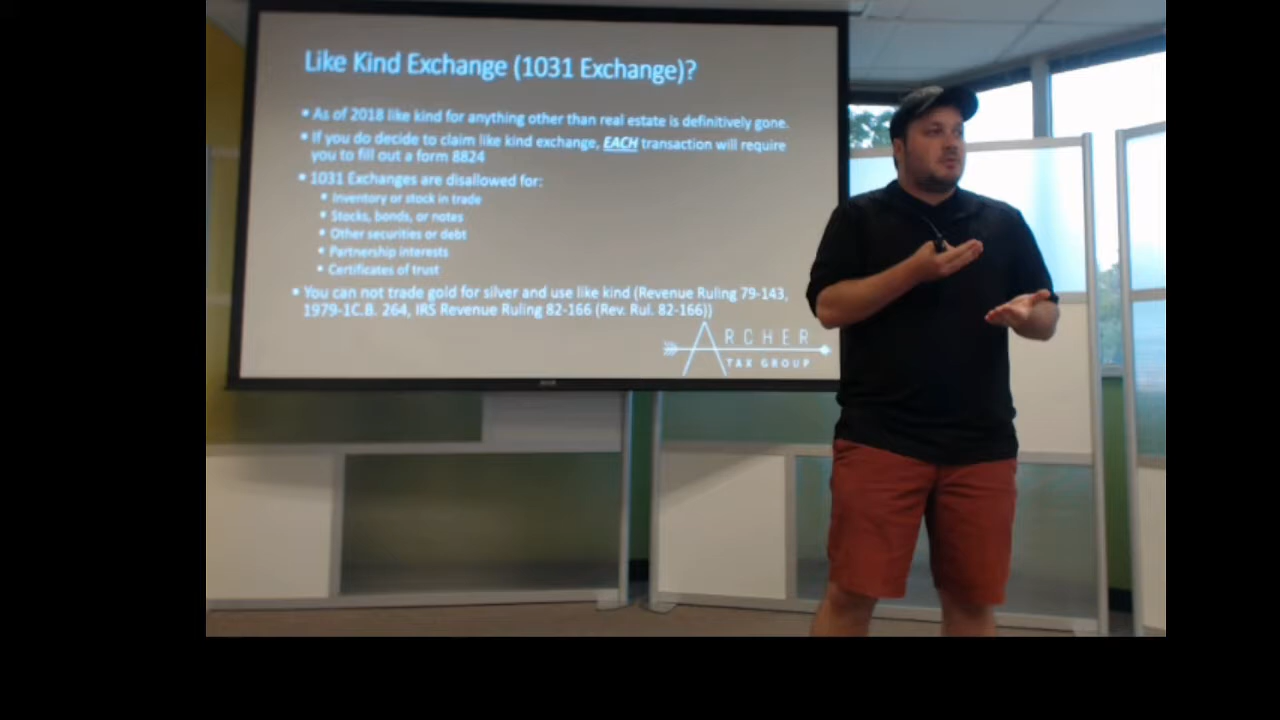 Like Kind Exchange (1031 Exchange)?
• As of 2018 like kind for anything other than real estate is definitively gone.
• If you do decide to claim like kind exchange, EACH transaction will require
you to fill out a form 8824
• 1031 Exchanges are disallowed for:
• Inventory or stock in trade
• Stocks, bonds, or notes
• Other securities or debt
• Partnership interests
• Certificates of trust
• You can not trade gold for silver and use like kind (Revenue Ruling 79-143,
1979-1C.B. 264, IRS Revenue Ruling 82-166 (Rev. Rul. 82-166))
ARCHER
TAX GROUP